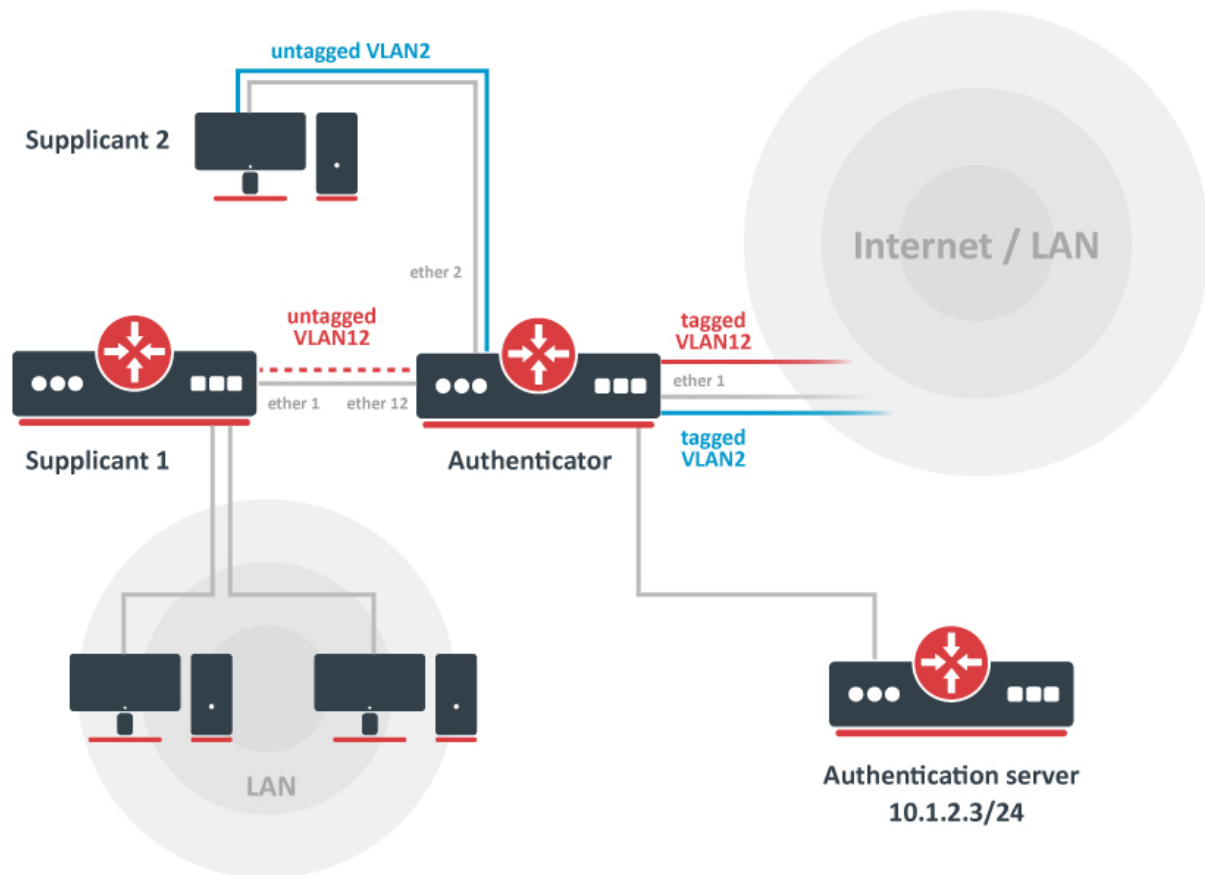 untagged VLAN2
Supplicant 2
Internet / LAN
ether 2
untagged
VLAN12
tagged
VLAN12
ether 1
ether 12
ether 1
tagged
VLAN2
Supplicant 1
Authenticator
LAN
Authentication server
10.1.2.3/24